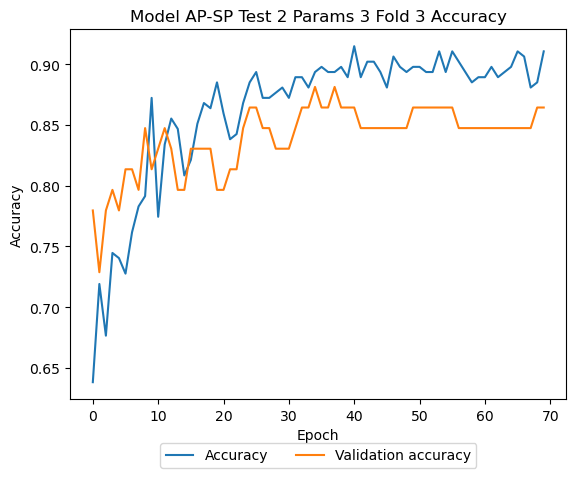 Model AP-SP Test 2 Params 3 Fold 3 Accuracy
0.90
0.85
0.80
0.75
0.70
0.65
Accuracy
0 10 20 30 40 50 60 70
Epoch
Accuracy Validation accuracy